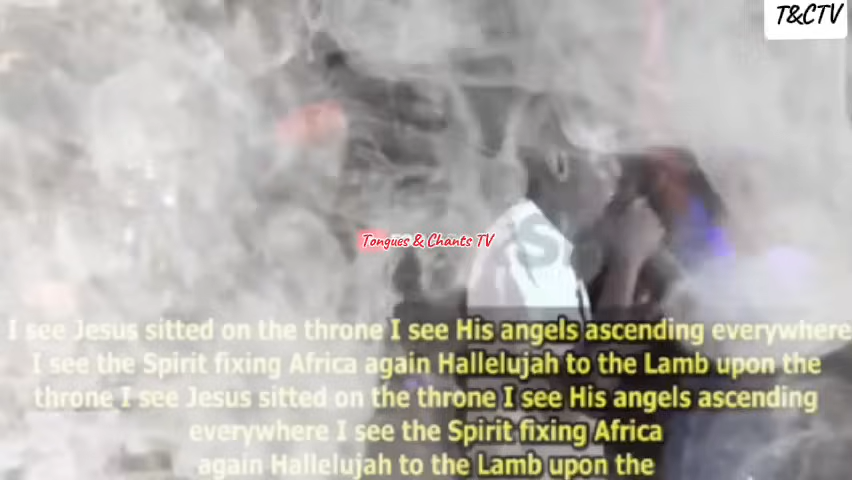 T&CTV
Tongues & Chants TV
I see Jesus sitted on the throne I see His angels ascending everywhere
I see the Spirit fixing Africa again Hallelujah to the Lamb upon the
throne I see Jesus sitted on the throne I see His angels ascending
everywhere I see the Spirit fixing Africa
again Hallelujah to the Lamb upon the